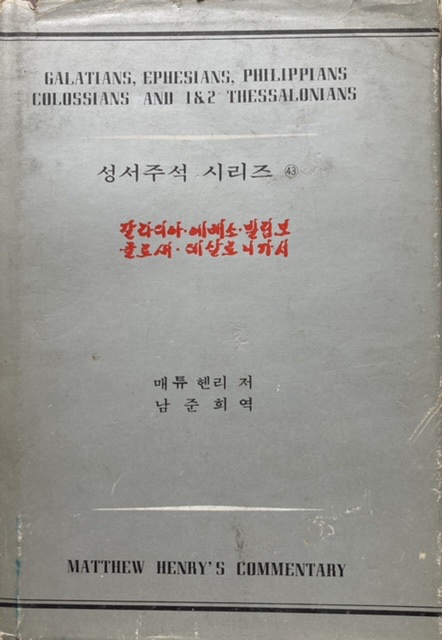 GALATIANS, EPHESIANS, PHILIPPIANS
COLOSSIANS AND 1&2 THESSALONIANS
성서주석 시리즈 ㊸
갈라디아·에베소·빌립보
·골로새·데살로니가서
매튜 헨리 저
남 준 희 역
MATTHEW HENRY'S COMMENTARY